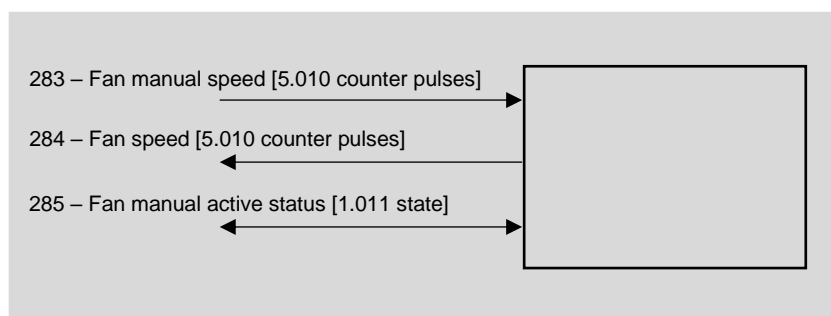 283 – Fan manual speed [5.010 counter pulses]
284 – Fan speed [5.010 counter pulses]
285 – Fan manual active status [1.011 state]